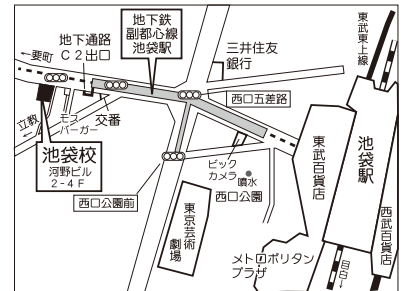 地下鉄
副都心線
池袋駅
地下通路
C2出口
←要町
三井住友
銀行
東武東上線
西口五差路
立教
←
モス
バーガー
交番
池袋校
河野ビル
2-4F
ビック
カメラ
噴水
西口公園
西口公園前
東京芸術
劇場
東武百貨店
池袋駅
西武百貨店
メトロポリタン
プラザ
目白→